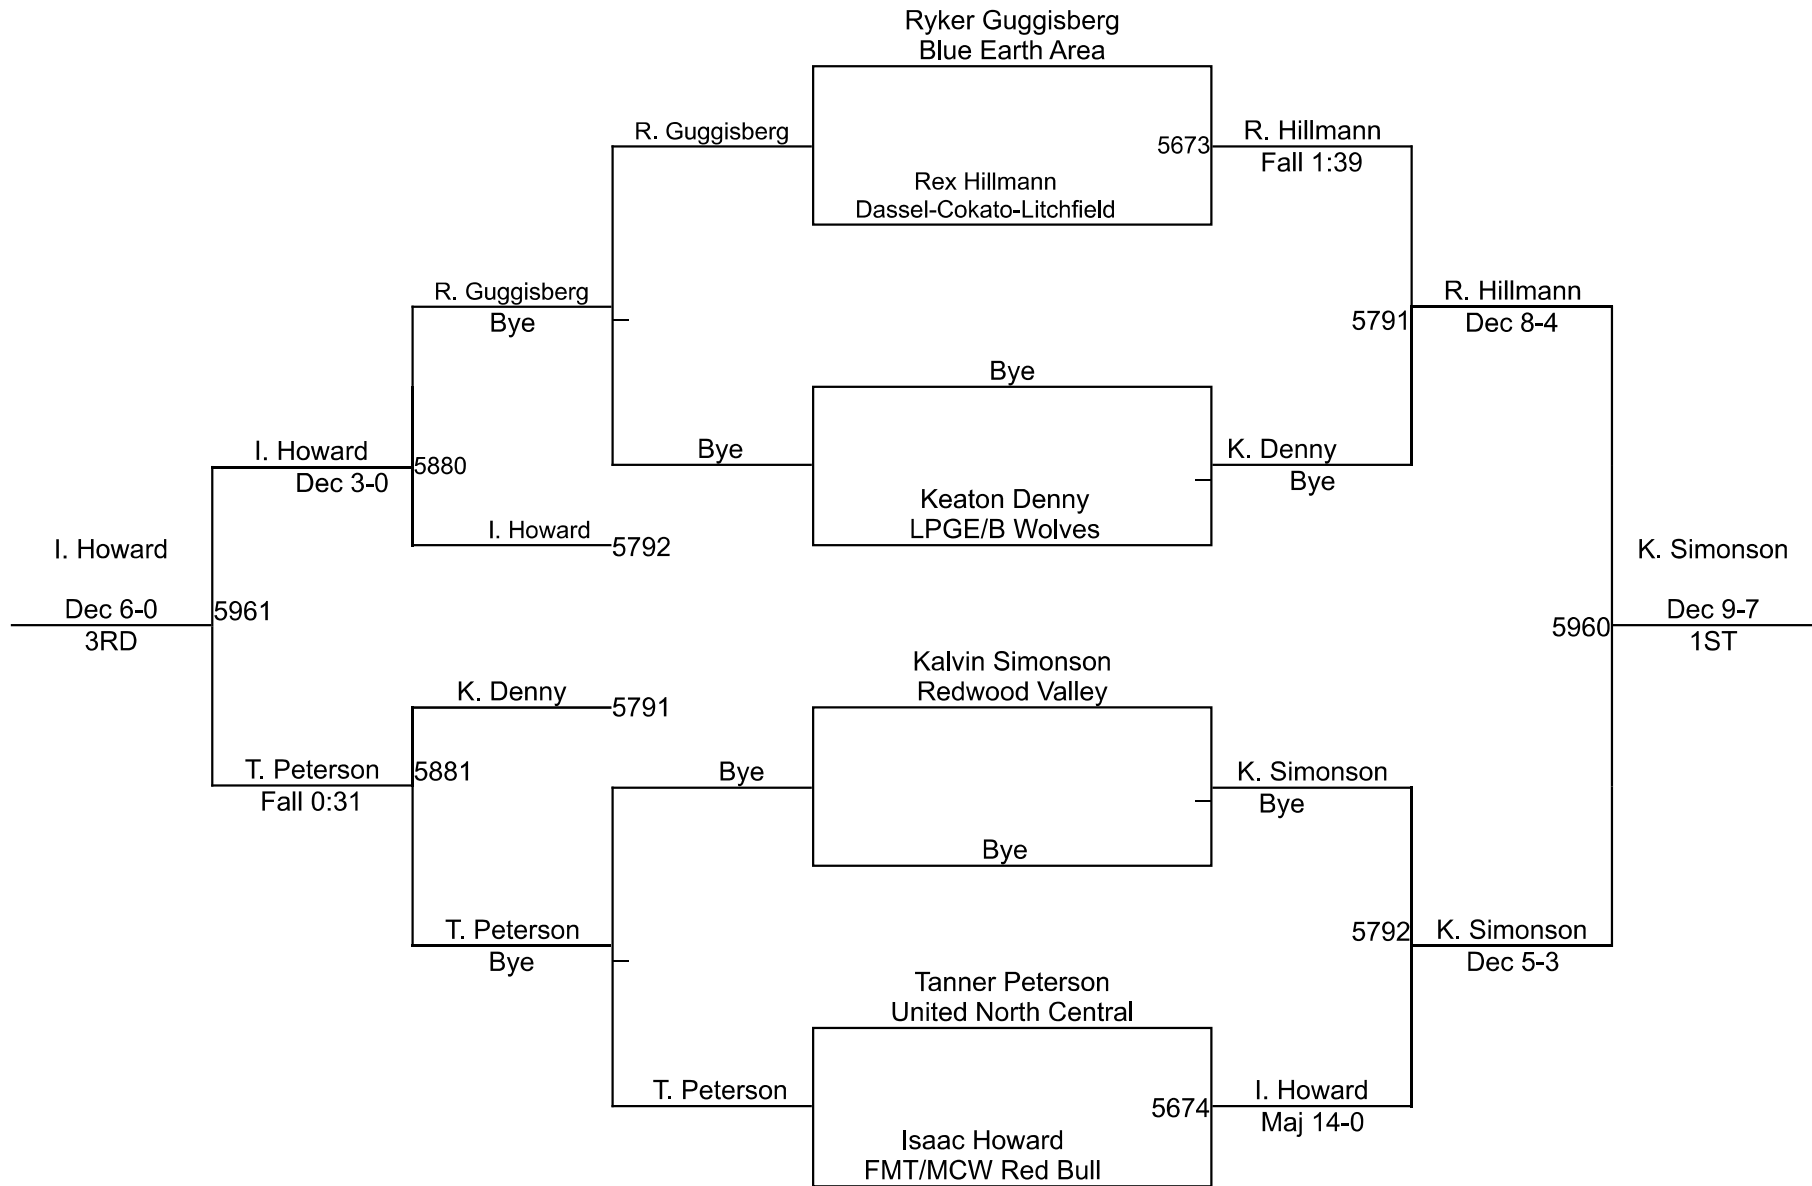 Ryker Guggisberg
Blue Earth Area
R. Guggisberg
5673
R. Hillmann
Fall 1:39
Rex Hillmann
Dassel-Cokato-Litchfield
R. Guggisberg
Bye
5791
R. Hillmann
Dec 8-4
Bye
I. Howard
Dec 3-0
5880
Bye
K. Denny
Bye
Keaton Denny
LPGE/B Wolves
I. Howard
5792
I. Howard
Dec 6-0
3RD
5961
K. Simonson
Dec 9-7
1ST
5960
Kalvin Simonson
Redwood Valley
K. Denny
5791
T. Peterson
Fall 0:31
5881
Bye
K. Simonson
Bye
Bye
T. Peterson
Bye
5792
K. Simonson
Dec 5-3
Tanner Peterson
United North Central
T. Peterson
5674
I. Howard
Maj 14-0
Isaac Howard
FMT/MCW Red Bull